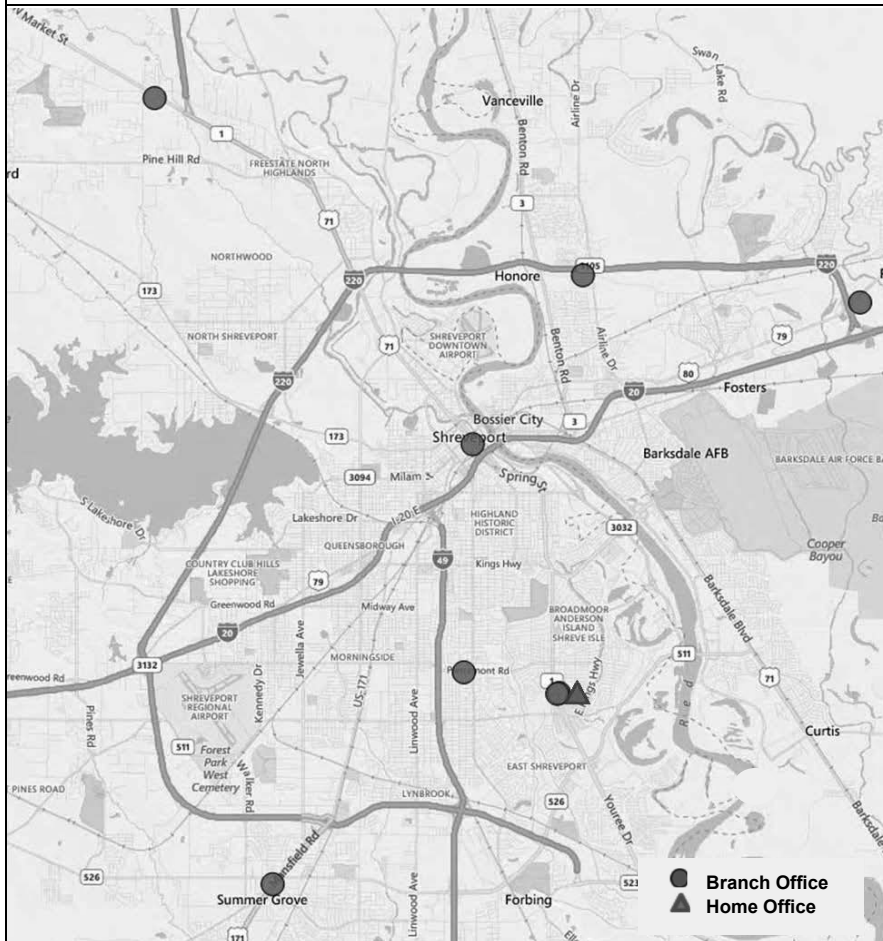 Market St
Swan
Lake Rd
Vanceville
Airline Dr
Benton Rd
1
Pine Hill Rd
FREESTATE NORTH
HIGHLANDS
rd
3
71
NORTHWOOD
Honore
220
220
173
NORTH SHREVEPORT
SHREVEPORT
DOWNTOWN
AIRPORT
71
Benton Rd
Airline Dr
79
80
220
20
Fosters
Bossier City
3
173
Shreveport
Barksdale AFB
BARKSDALE AIR FORCE BA
3094
Milam
Spring St
S Lakeshore Dr
Lakeshore Dr
I-20 E
HIGHLAND
HISTORIC
DISTRICT
3032
QUEENSBOROUGH
Cooper
Bayou
COUNTRY CLUB HILLS
LAKESHORE
SHOPPING
79
49
Kings Hwy
Greenwood Rd
Midway Ave
BROADMOOR
ANDERSON
ISLAND
SHREVE ISLE
Barksdale Blvd
20
Jewella Ave
MORNINGSIDE
511
3132
reenwood Rd
Kennedy Dr
US-171
1
E Kings Hwy
71
SHREVEPORT
REGIONAL
AIRPORT
Linwood Ave
Red
Pines Rd
511
Curtis
Forest
Park
West
Cemetery
EAST SHREVEPORT
T PINES ROAD
Walker Rd
LYNBROOK
526
Youree Dr
Barksdale
526
Summer Grove
Linwood Ave
Forbing
523
171
Branch Office
Home Office